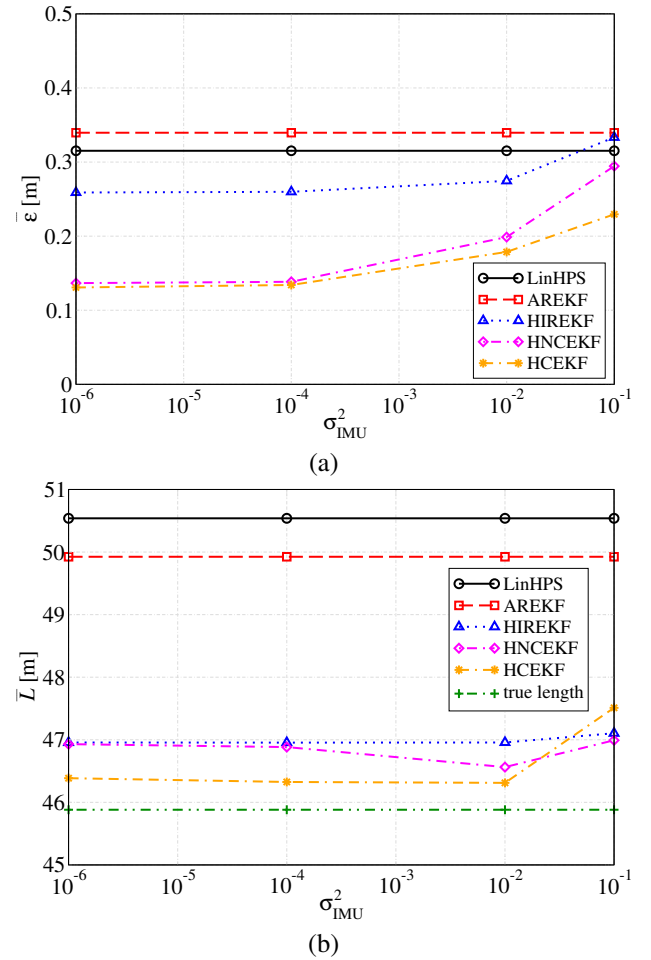 0.5
0.4
0.3
0.2
0.1
0
ε̄ [m]
LinHPS
AREKF
HIREKF
HNCEKF
HCEKF
10⁻⁶ 10⁻⁵ 10⁻⁴ 10⁻³ 10⁻² 10⁻¹
σ²IMU
(a)
51
50
49
48
47
46
45
L̄ [m]
LinHPS
AREKF
HIREKF
HNCEKF
HCEKF
true length
10⁻⁶ 10⁻⁵ 10⁻⁴ 10⁻³ 10⁻² 10⁻¹
σ²IMU
(b)